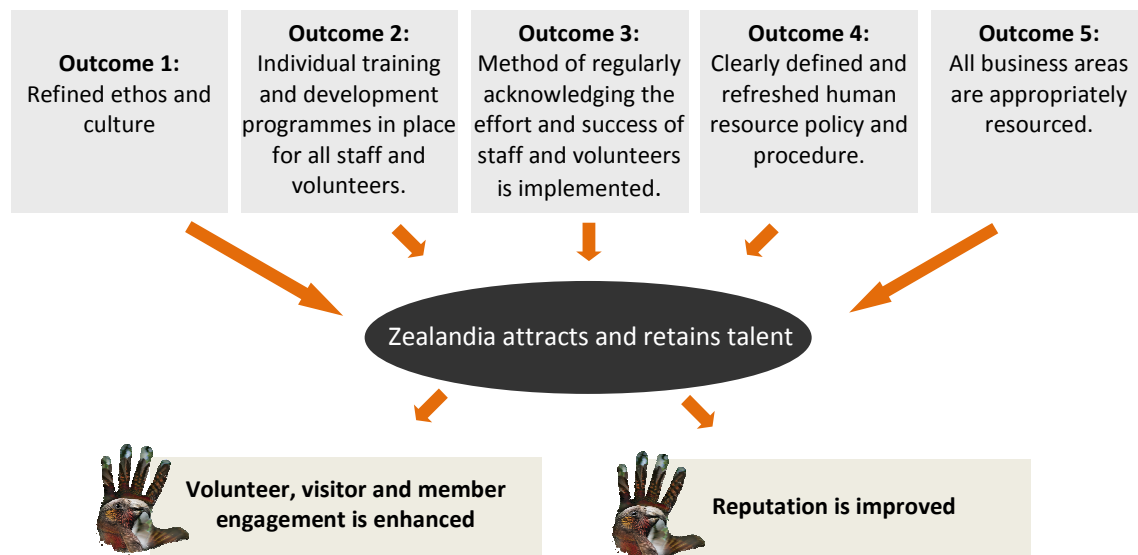 Outcome 1:
Refined ethos and
culture
Outcome 2:
Individual training
and development
programmes in place
for all staff and
volunteers.
Outcome 3:
Method of regularly
acknowledging the
effort and success of
staff and volunteers
is implemented.
Outcome 4:
Clearly defined and
refreshed human
resource policy and
procedure.
Outcome 5:
All business areas
are appropriately
resourced.
Zealandia attracts and retains talent
Volunteer, visitor and member
engagement is enhanced
Reputation is improved